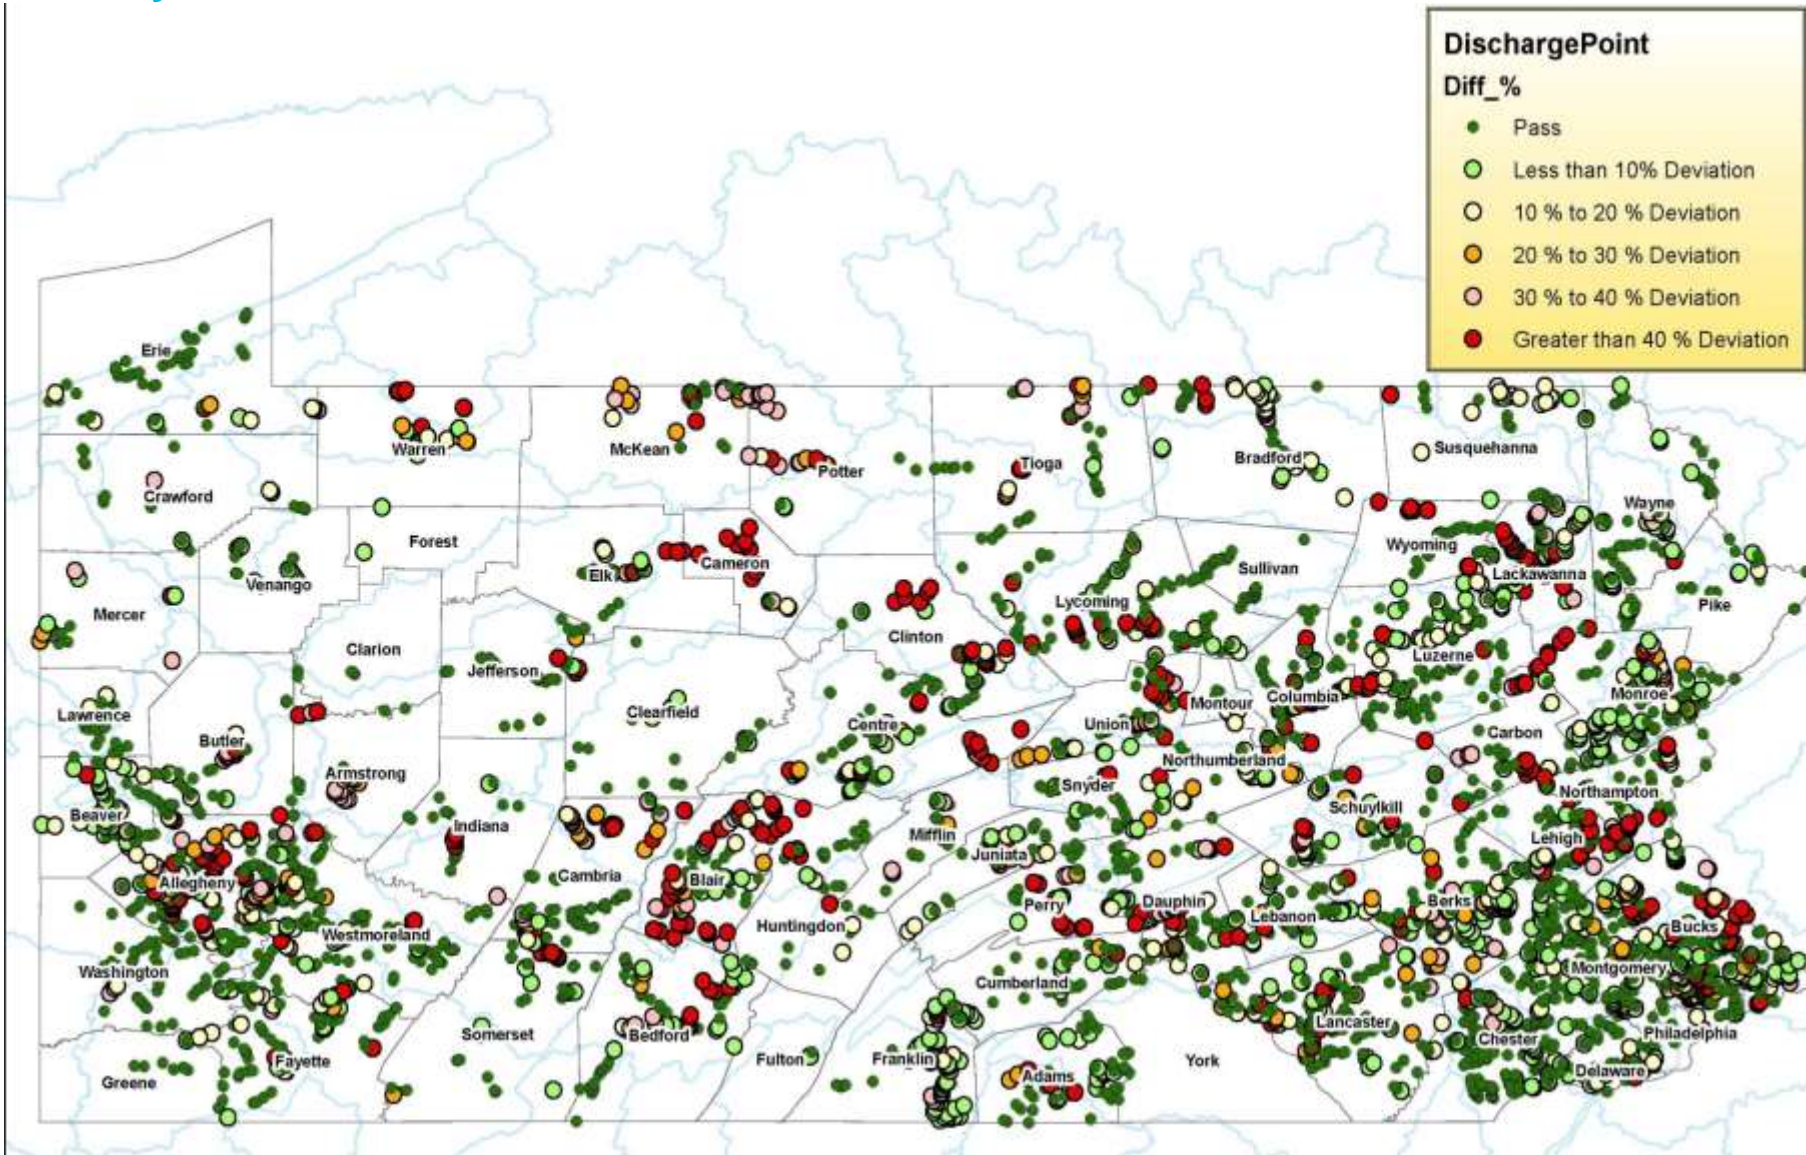 DischargePoint
Diff_%
Pass
Less than 10% Deviation
10 % to 20 % Deviation
20 % to 30 % Deviation
30 % to 40 % Deviation
Greater than 40 % Deviation
Erie
Warren
McKean
Potter
Tioga
Bradford
Susquehanna
Crawford
Wayne
Forest
Elk
Cameron
Wyoming
Sullivan
Lackawanna
Venango
Mercer
Lycoming
Pike
Clinton
Clarion
Jefferson
Luzerne
Monroe
Lawrence
Clearfield
Centre
Union
Montour
Columbia
Butler
Carbon
Armstrong
Northumberland
Snyder
Northampton
Schuylkill
Beaver
Indiana
Mifflin
Juniata
Lehigh
Allegheny
Cambria
Blair
Perry
Dauphin
Berks
Lebanon
Huntingdon
Westmoreland
Bucks
Washington
Cumberland
Montgomery
Somerset
Bedford
Lancaster
Philadelphia
Chester
Fayette
Fulton
Franklin
York
Greene
Adams
Delaware